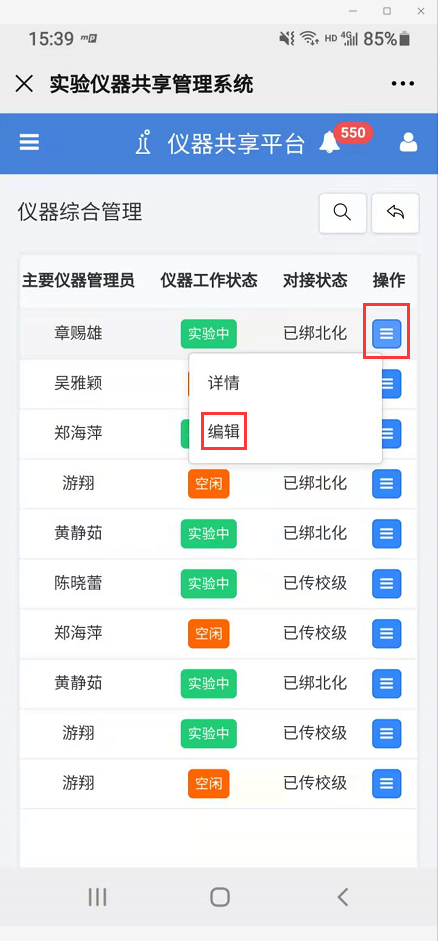 15:39 HD 4G 85%
实验仪器共享管理系统
仪器共享平台 550
仪器综合管理
主要仪器管理员 仪器工作状态 对接状态 操作
章赐雄 实验中 已绑北化
吴雅颖
详情
郑海萍
编辑
游翔 空闲 已绑北化
黄静茹 实验中 已绑北化
陈晓蕾 实验中 已传校级
郑海萍 空闲 已传校级
黄静茹 实验中 已绑北化
游翔 实验中 已传校级
游翔 空闲 已传校级